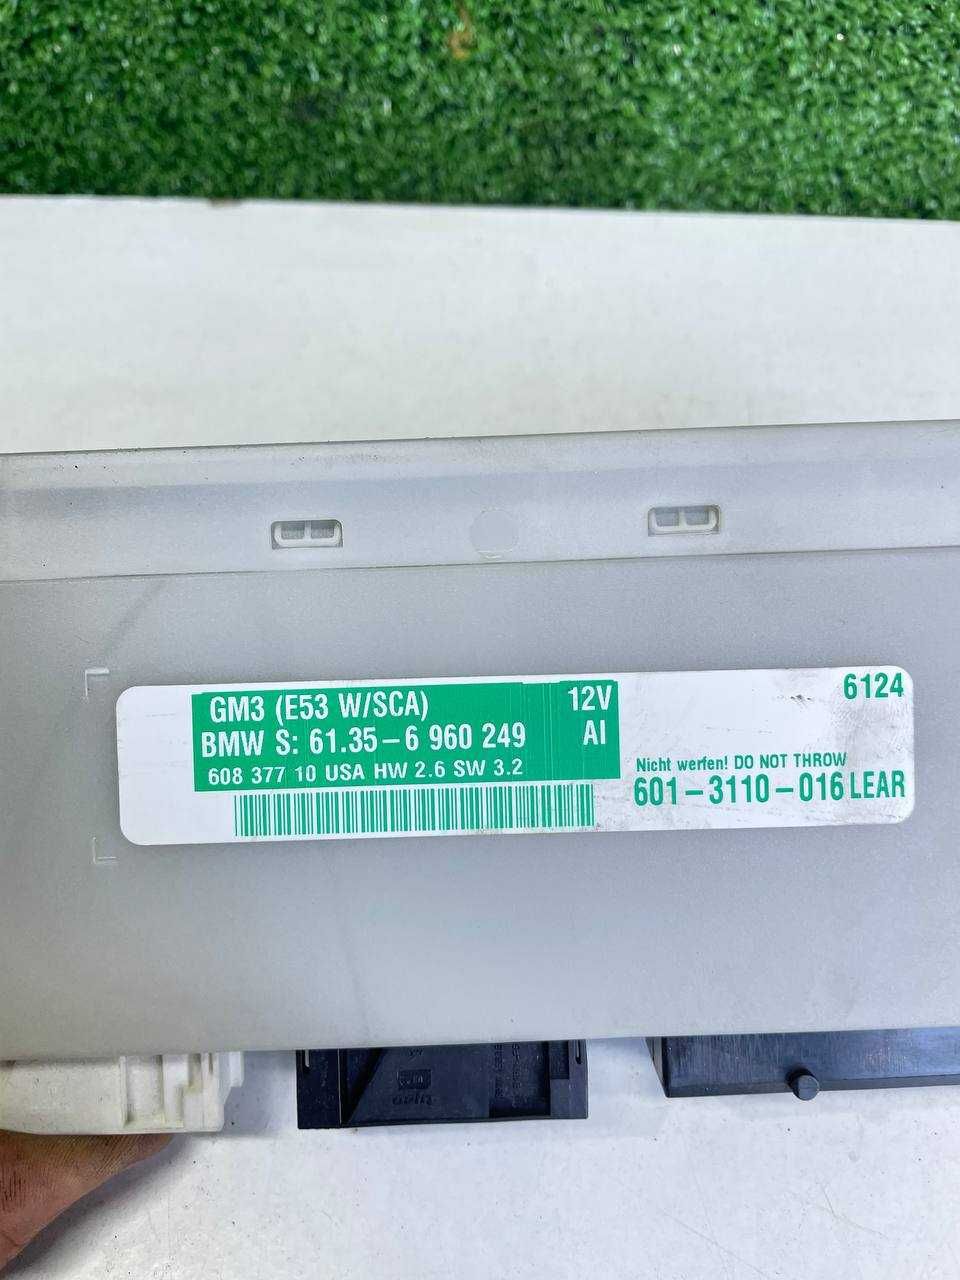 GM3 (E53 W/SCA) 12V
BMW S: 61.35-6 960 249 AI
608 377 10 USA HW 2.6 SW 3.2
6124
Nicht werfen! DO NOT THROW
601-3110-016 LEAR